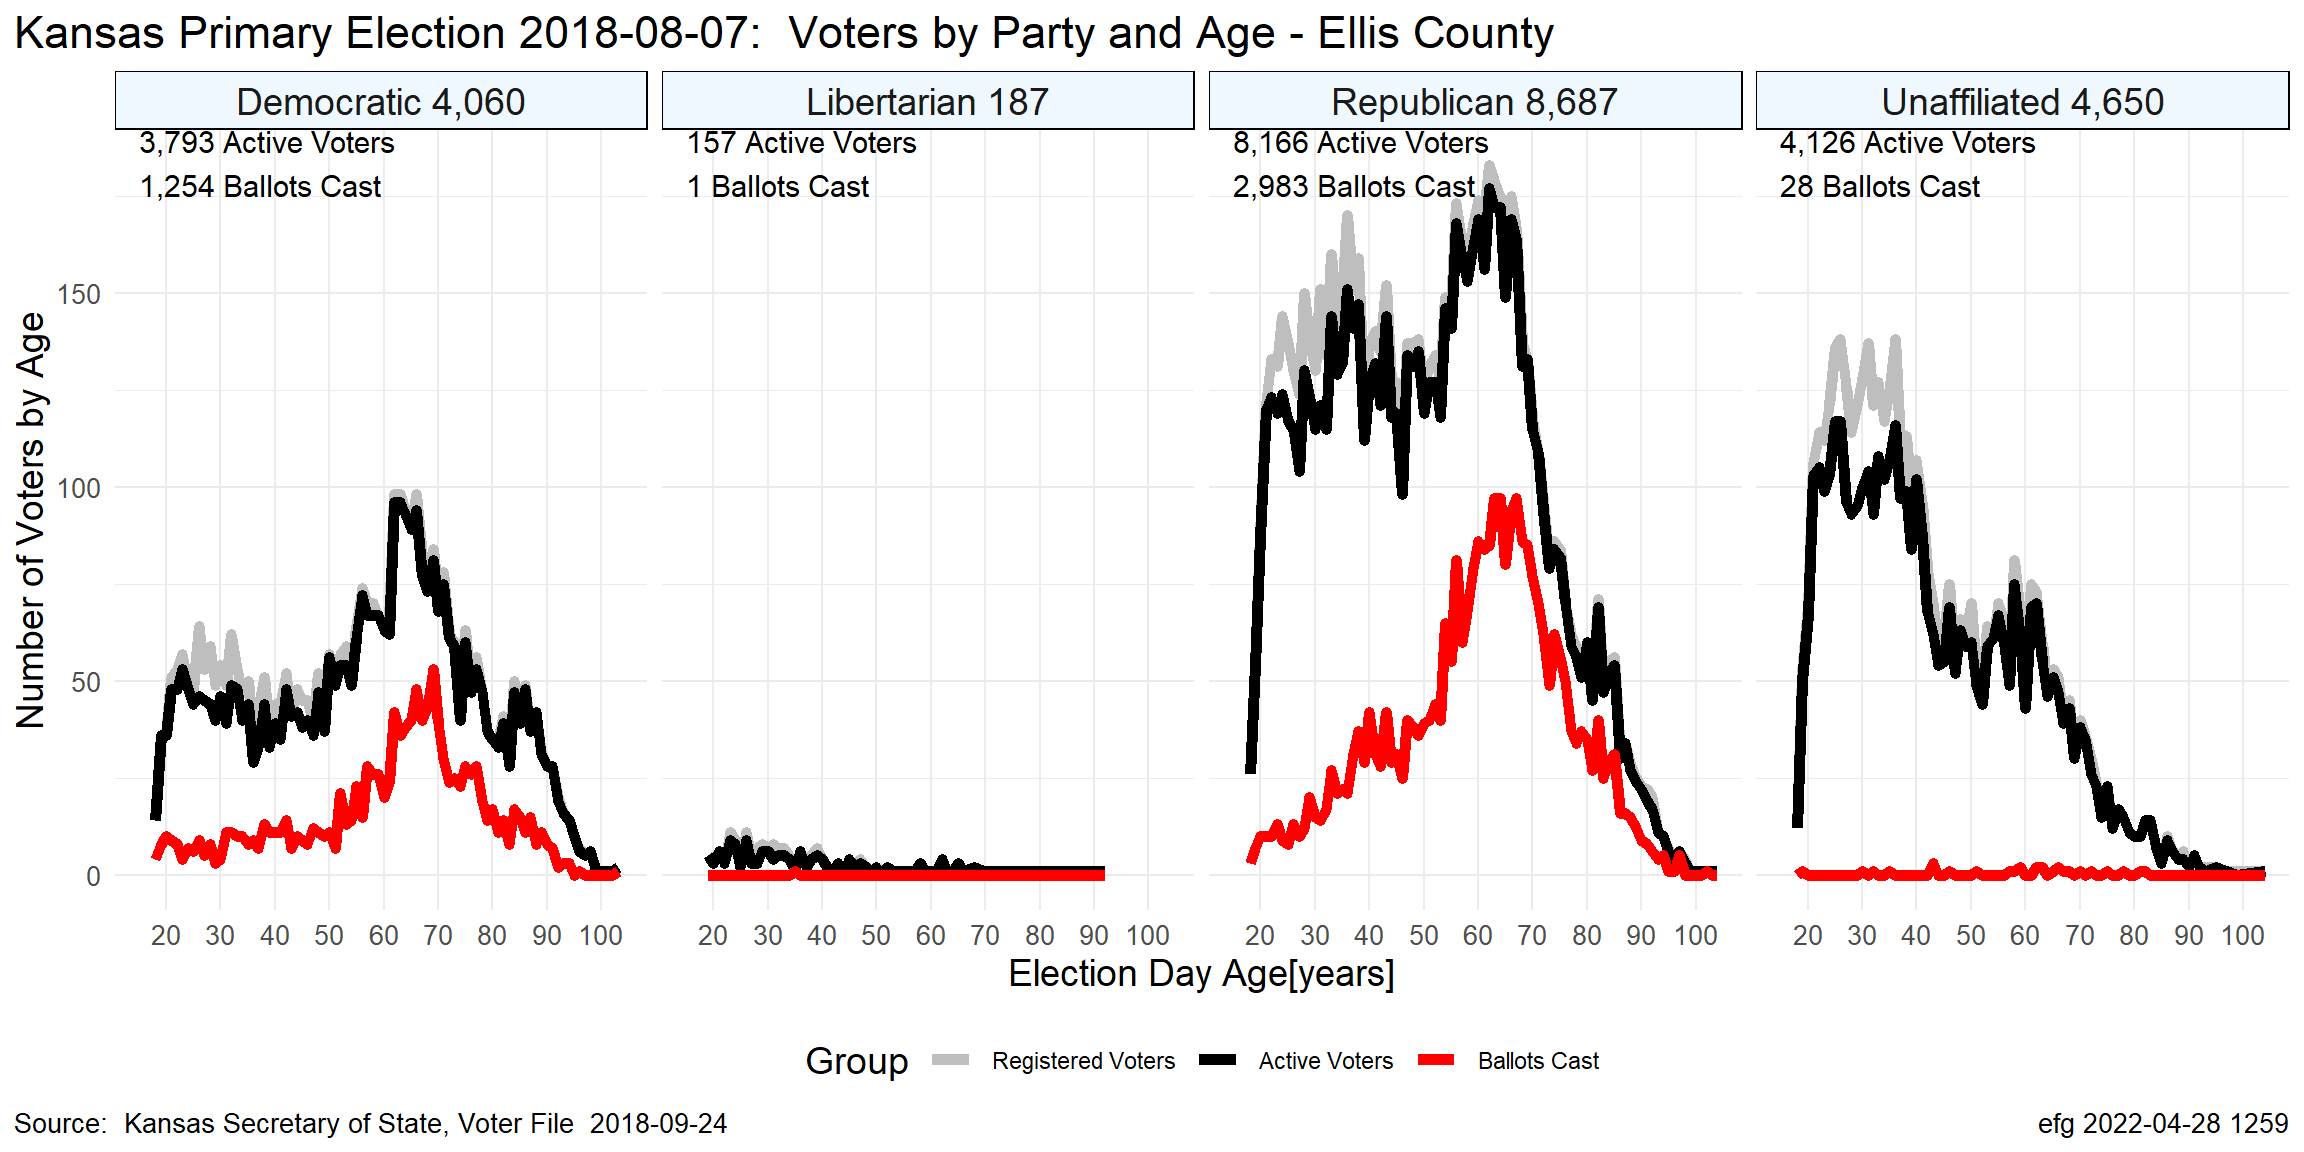 Kansas Primary Election 2018-08-07:  Voters by Party and Age - Ellis County
Democratic 4,060
Libertarian 187
Republican 8,687
Unaffiliated 4,650
3,793 Active Voters
1,254 Ballots Cast
157 Active Voters
1 Ballots Cast
8,166 Active Voters
2,983 Ballots Cast
4,126 Active Voters
28 Ballots Cast
Number of Voters by Age
150
100
50
0
20 30 40 50 60 70 80 90 100
20 30 40 50 60 70 80 90 100
20 30 40 50 60 70 80 90 100
20 30 40 50 60 70 80 90 100
Election Day Age[years]
Group Registered Voters Active Voters Ballots Cast
Source:  Kansas Secretary of State, Voter File  2018-09-24
efg 2022-04-28 1259